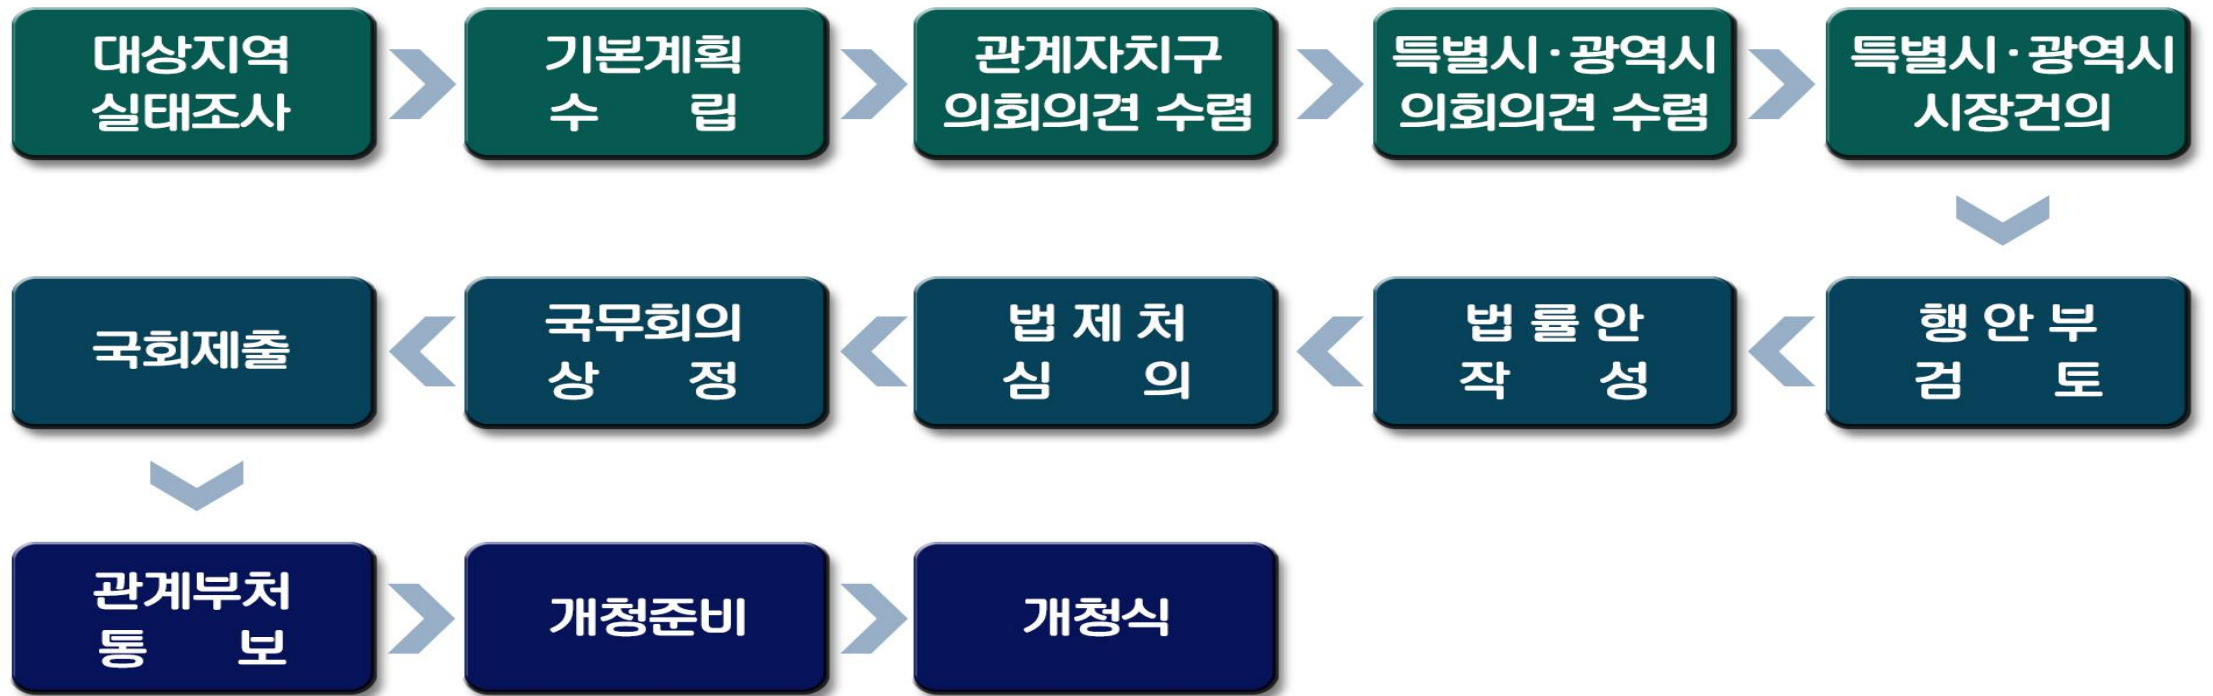 대상지역
실태조사
기본계획
수 립
관계자치구
의회의견 수렴
특별시·광역시
의회의견 수렴
특별시·광역시
시장건의
행 안 부
검 토
법 률 안
작 성
법 제 처
심 의
국무회의
상 정
국회제출
관계부처
통 보
개청준비
개청식